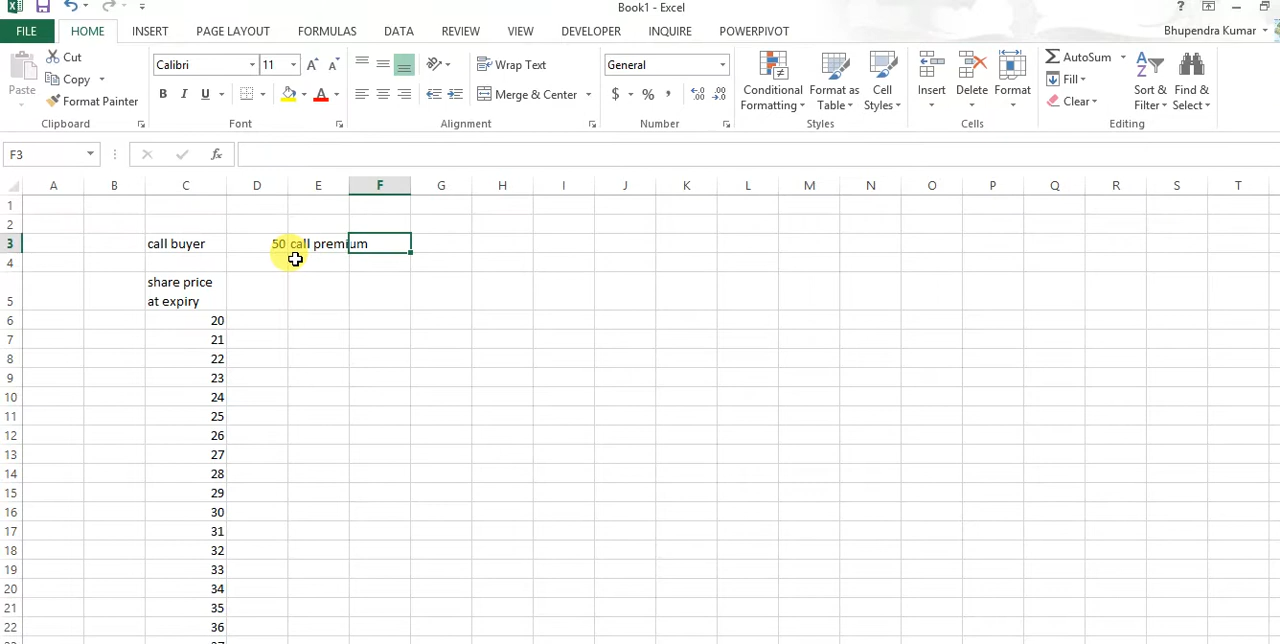 Book1 - Excel
FILE HOME INSERT PAGE LAYOUT FORMULAS DATA REVIEW VIEW DEVELOPER INQUIRE POWERPIVOT Bhupendra Kumar
Paste
Cut
Copy
Format Painter
Clipboard
Calibri 11
Font
Wrap Text
Merge & Center
Alignment
General
Number
Conditional Formatting
Format as Table
Cell Styles
Styles
Insert
Delete
Format
Cells
AutoSum
Fill
Clear
Sort & Filter
Find & Select
Editing
F3
A B C D E F G H I J K L M N O P Q R S T
1
2
3 call buyer 50 call premium
4
share price
5 at expiry
6 20
7 21
8 22
9 23
10 24
11 25
12 26
13 27
14 28
15 29
16 30
17 31
18 32
19 33
20 34
21 35
22 36